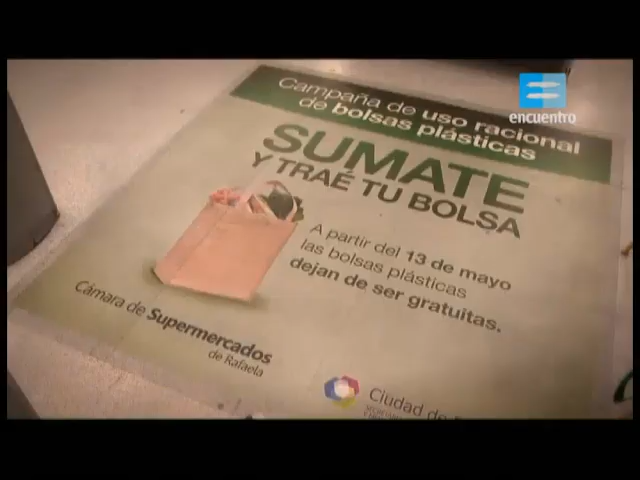 encuentro
Campaña de uso racional
de bolsas plásticas
SUMATE
Y TRAÉ TU BOLSA
A partir del 13 de mayo
las bolsas plásticas
dejan de ser gratuitas.
Cámara de Supermercados
de Rafaela
Ciudad de